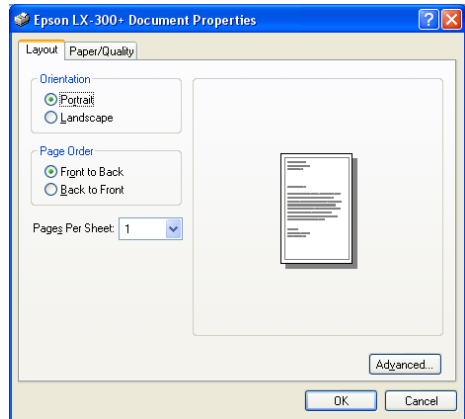 Epson LX-300+ Document Properties
Layout
Paper/Quality
Orientation
Portrait
Landscape
Page Order
Front to Back
Back to Front
Pages Per Sheet: 1
Advanced...
OK
Cancel